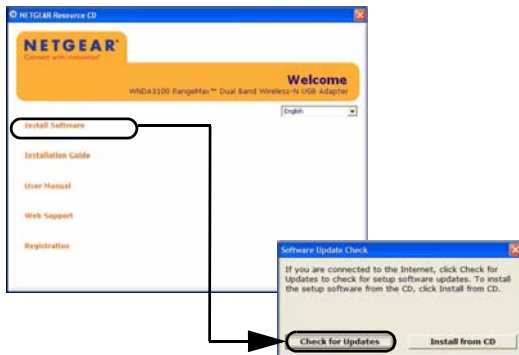 NETGEAR Resource CD
NETGEAR®
Connect with Innovation™
Welcome
WNDA3100 RangeMax™ Dual Band Wireless-N USB Adapter
English
Install Software
Installation Guide
User Manual
Web Support
Registration
Software Update Check
If you are connected to the Internet, click Check for
Updates to check for setup software updates. To install
the setup software from the CD, click Install from CD.
Check for Updates
Install from CD